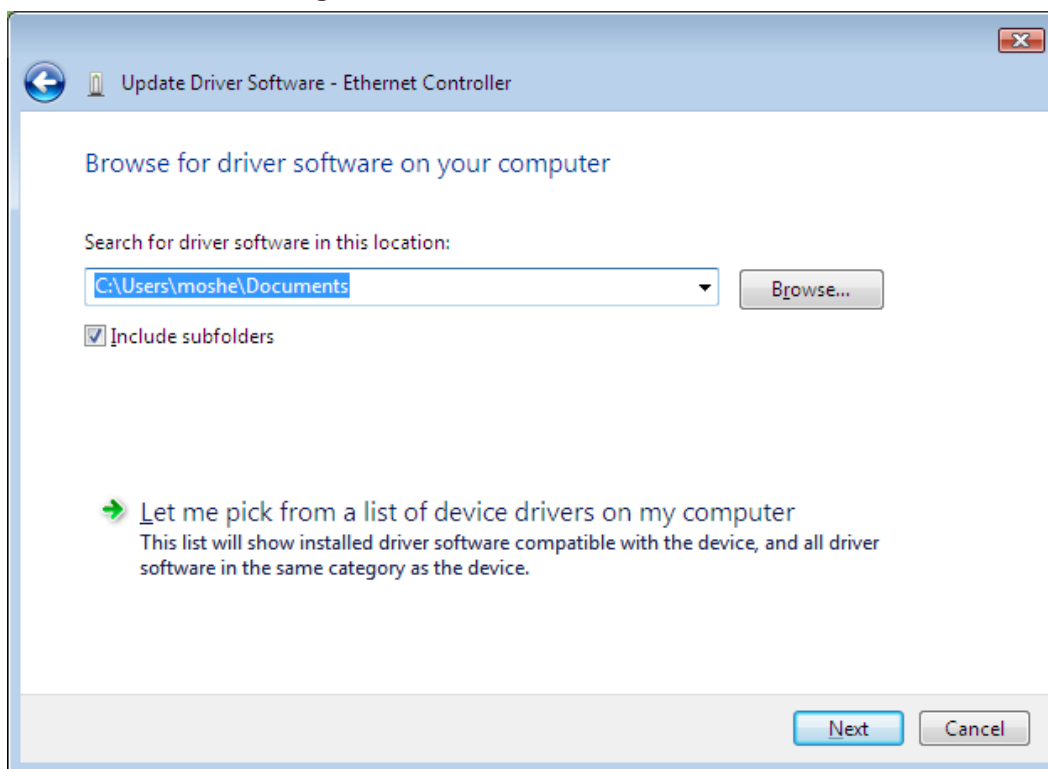 Update Driver Software - Ethernet Controller
Browse for driver software on your computer
Search for driver software in this location:
C:\Users\moshe\Documents
Browse...
Include subfolders
Let me pick from a list of device drivers on my computer
This list will show installed driver software compatible with the device, and all driver
software in the same category as the device.
Next Cancel